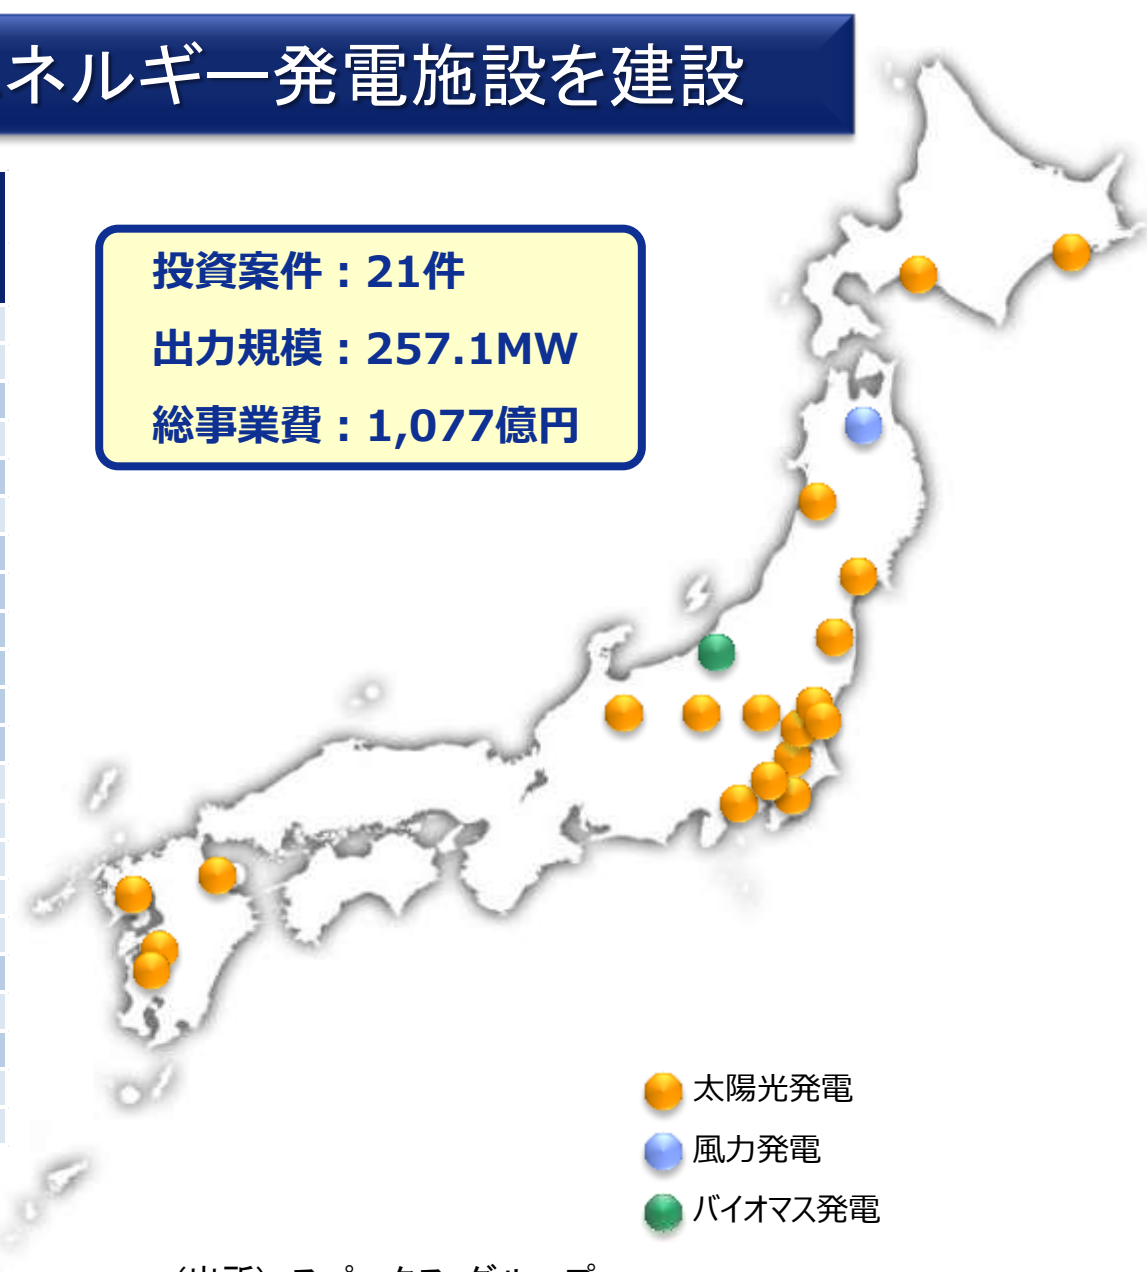 ネルギー発電施設を建設
投資案件：21件
出力規模：257.1MW
総事業費：1,077億円
太陽光発電
風力発電
バイオマス発電